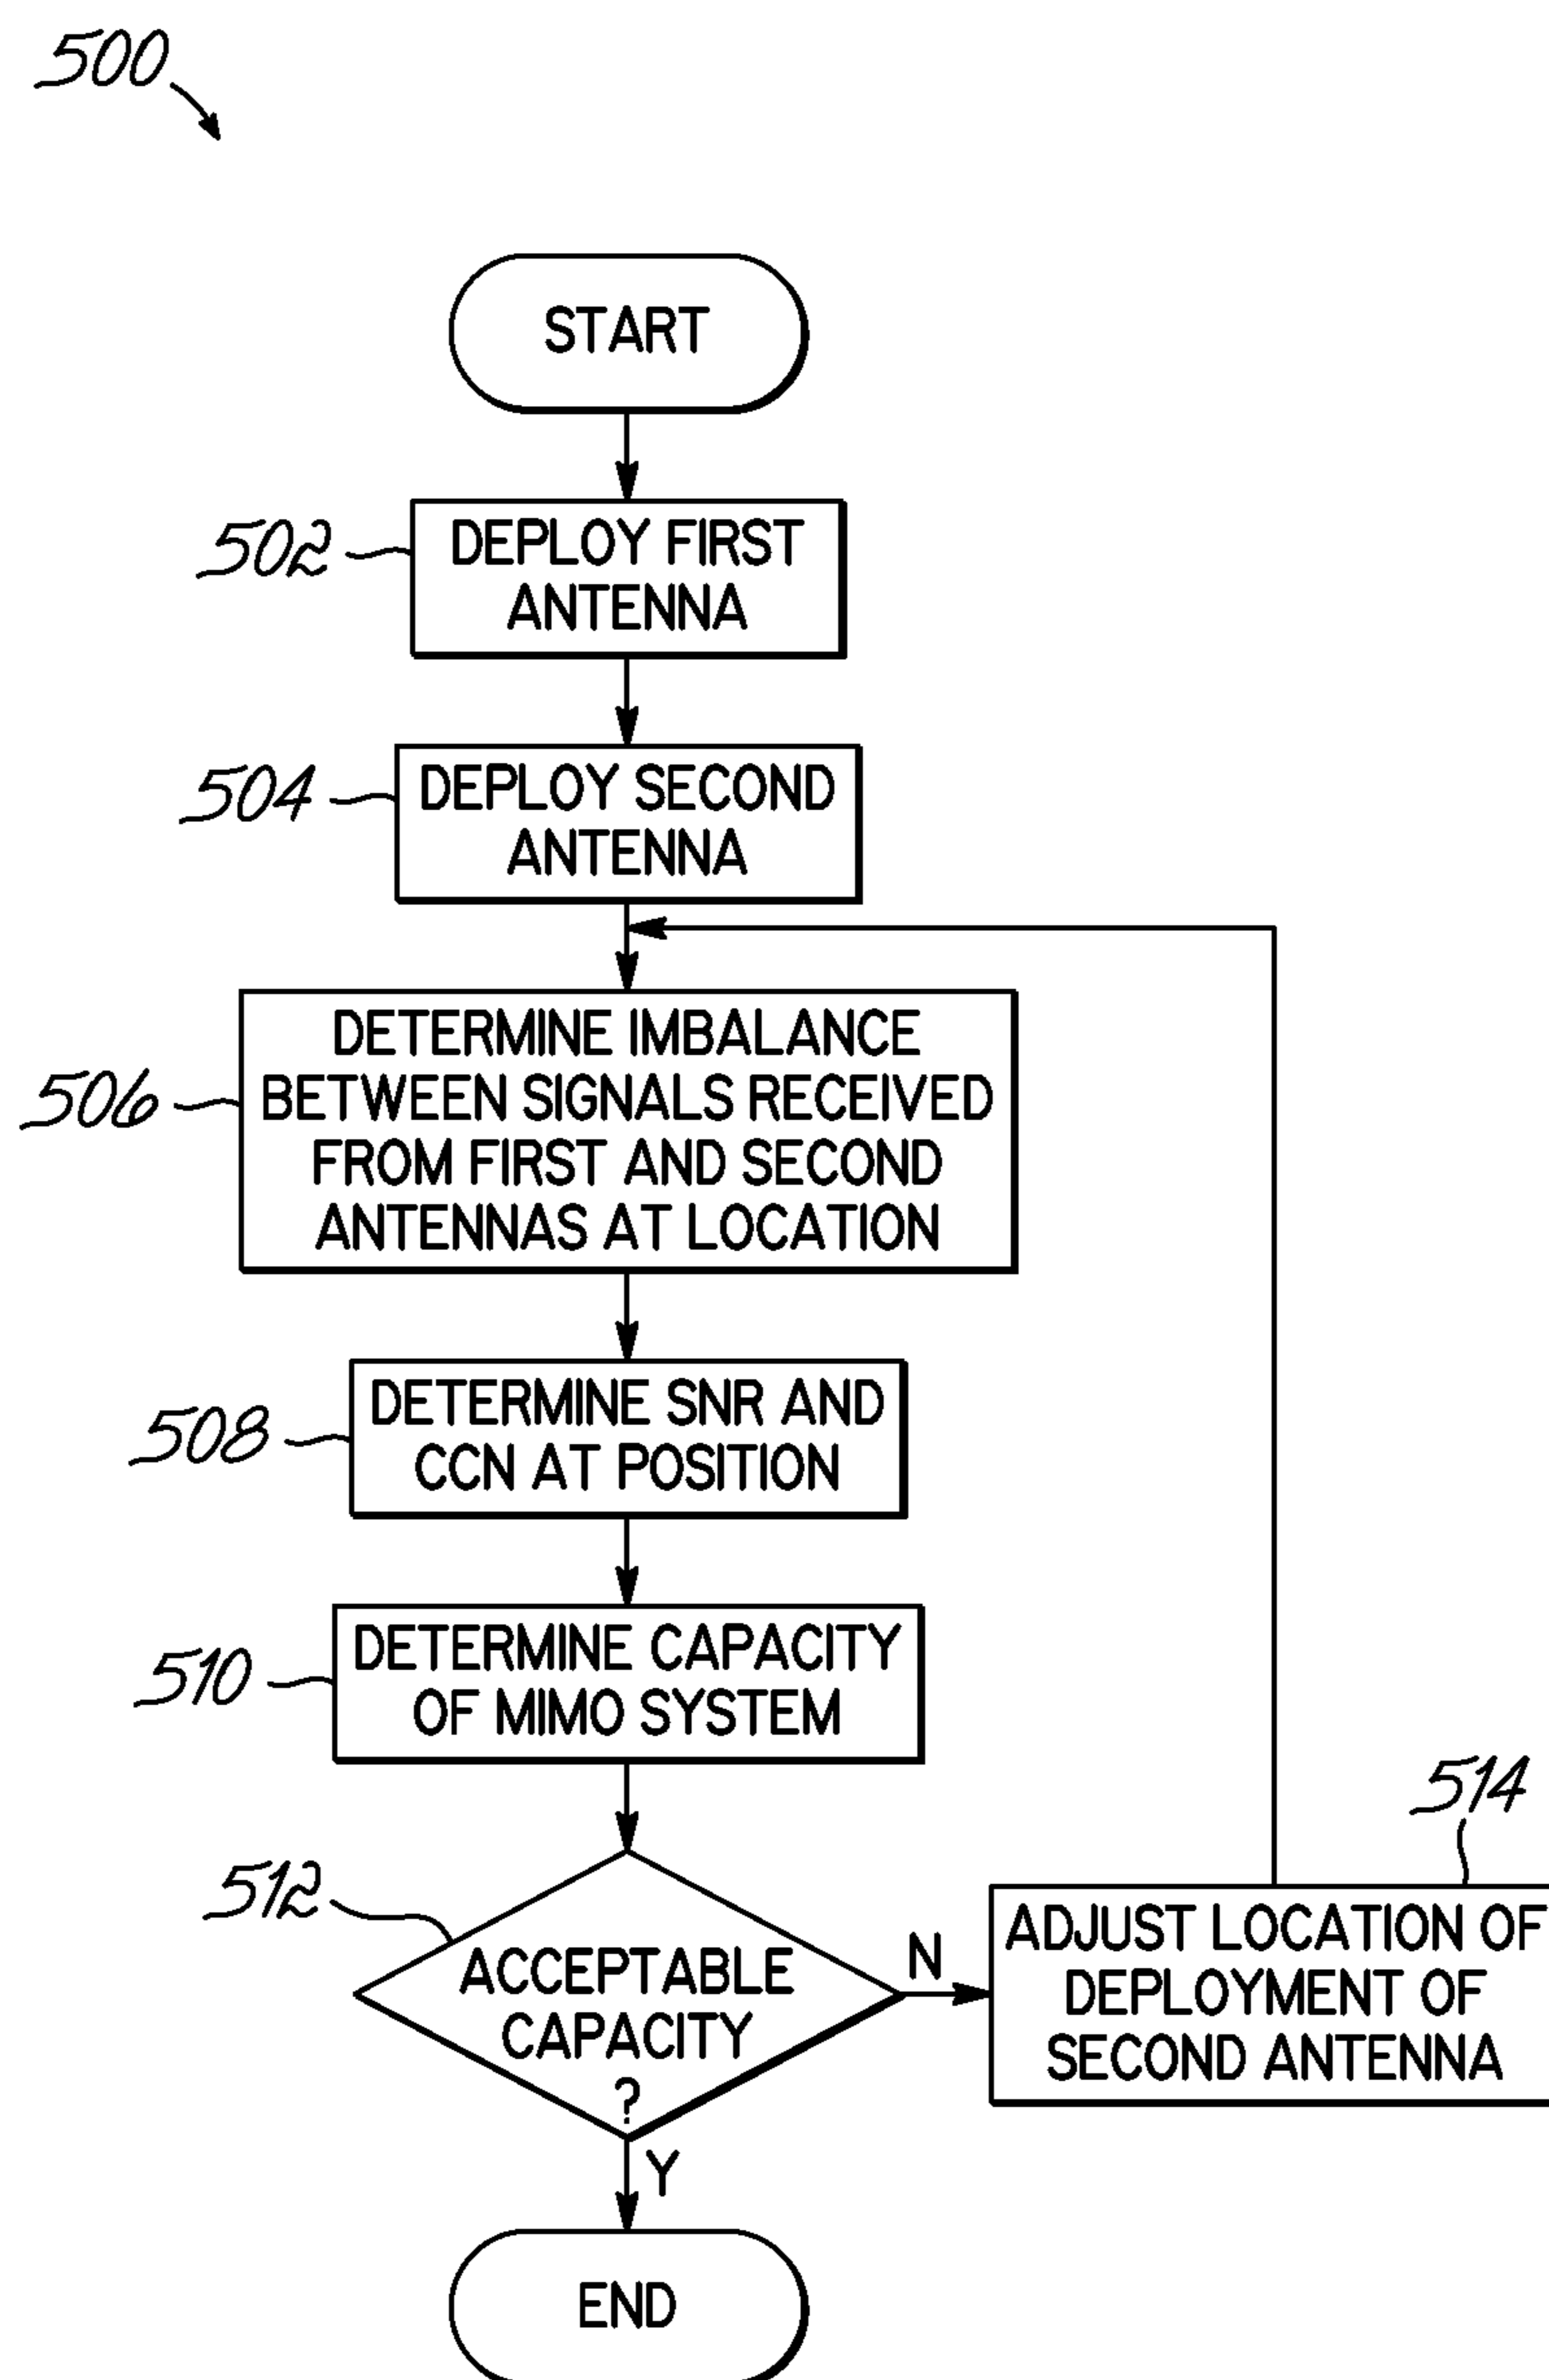 500
START
502
DEPLOY FIRST
ANTENNA
504
DEPLOY SECOND
ANTENNA
506
DETERMINE IMBALANCE
BETWEEN SIGNALS RECEIVED
FROM FIRST AND SECOND
ANTENNAS AT LOCATION
508
DETERMINE SNR AND
CCN AT POSITION
510
DETERMINE CAPACITY
OF MIMO SYSTEM
512
ACCEPTABLE
CAPACITY
?
N
514
ADJUST LOCATION OF
DEPLOYMENT OF
SECOND ANTENNA
Y
END